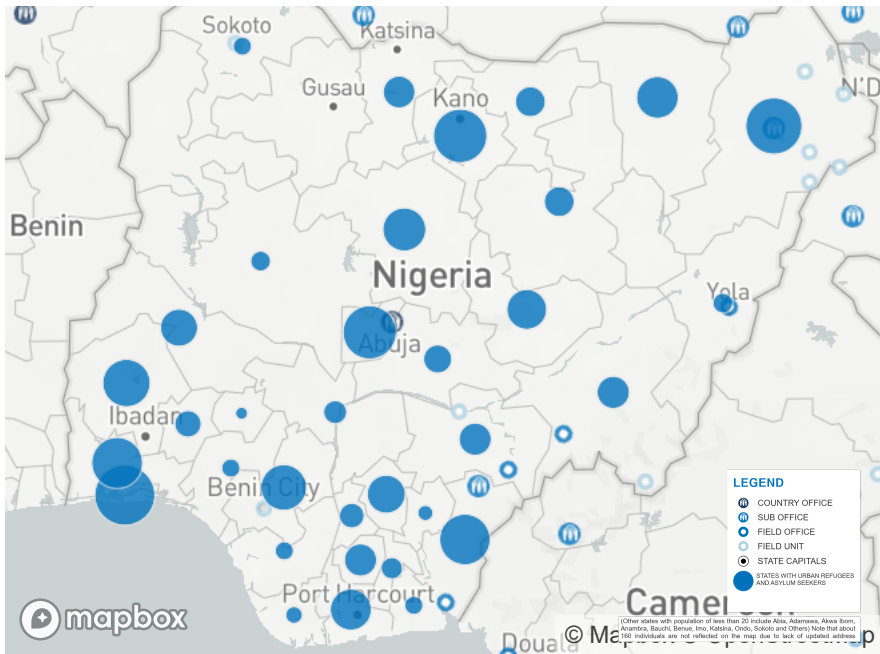 Sokoto
Katsina
Gusau
Kano
N'D
Benin
Nigeria
Yola
Abuja
Ibadan
Benin City
Port Harcourt
Douala
LEGEND
COUNTRY OFFICE
SUB OFFICE
FIELD OFFICE
FIELD UNIT
STATE CAPITALS
STATES WITH URBAN REFUGEES
AND ASYLUM SEEKERS
(Other states with population of less than 20 include Abia, Adamawa, Akwa Ibom,
Anambra, Bauchi, Benue, Imo, Katsina, Ondo, Sokoto and Others) Note that about
160 individuals are not reflected on the map due to lack of updated address
mapbox